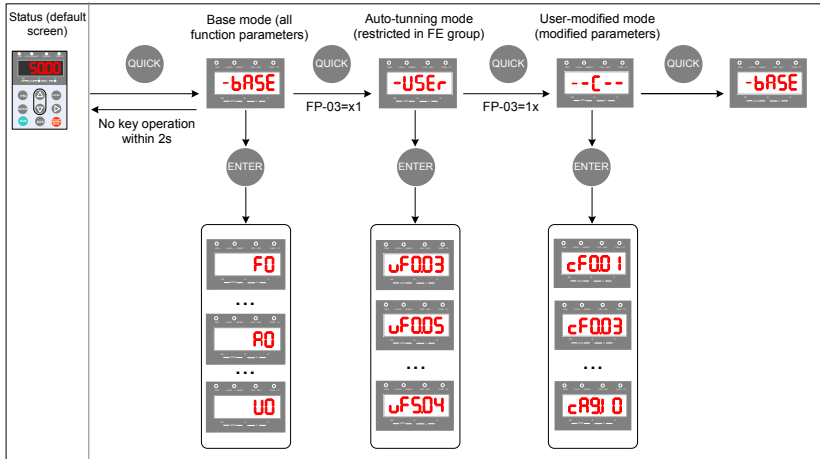 Status (default
screen)
50.00
QUICK
No key operation
within 2s
Base mode (all
function parameters)
-bASE
ENTER
F0
...
A0
...
U0
QUICK
FP-03=x1
Auto-tunning mode
(restricted in FE group)
-USEr
ENTER
uF0.03
uF0.05
...
uF5.04
QUICK
FP-03=1x
User-modified mode
(modified parameters)
--C--
ENTER
cF0.01
cF0.03
...
cA9.10
QUICK
-bASE